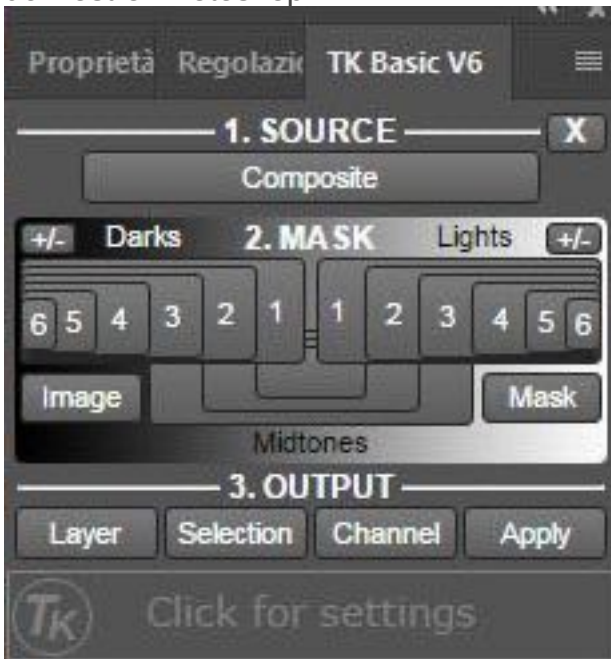 Proprietà Regolazio TK Basic V6
1. SOURCE X
Composite
+/- Darks 2. MASK Lights +/-
6 5 4 3 2 1 1 2 3 4 5 6
Image Mask
Midtones
3. OUTPUT
Layer Selection Channel Apply
TK Click for settings